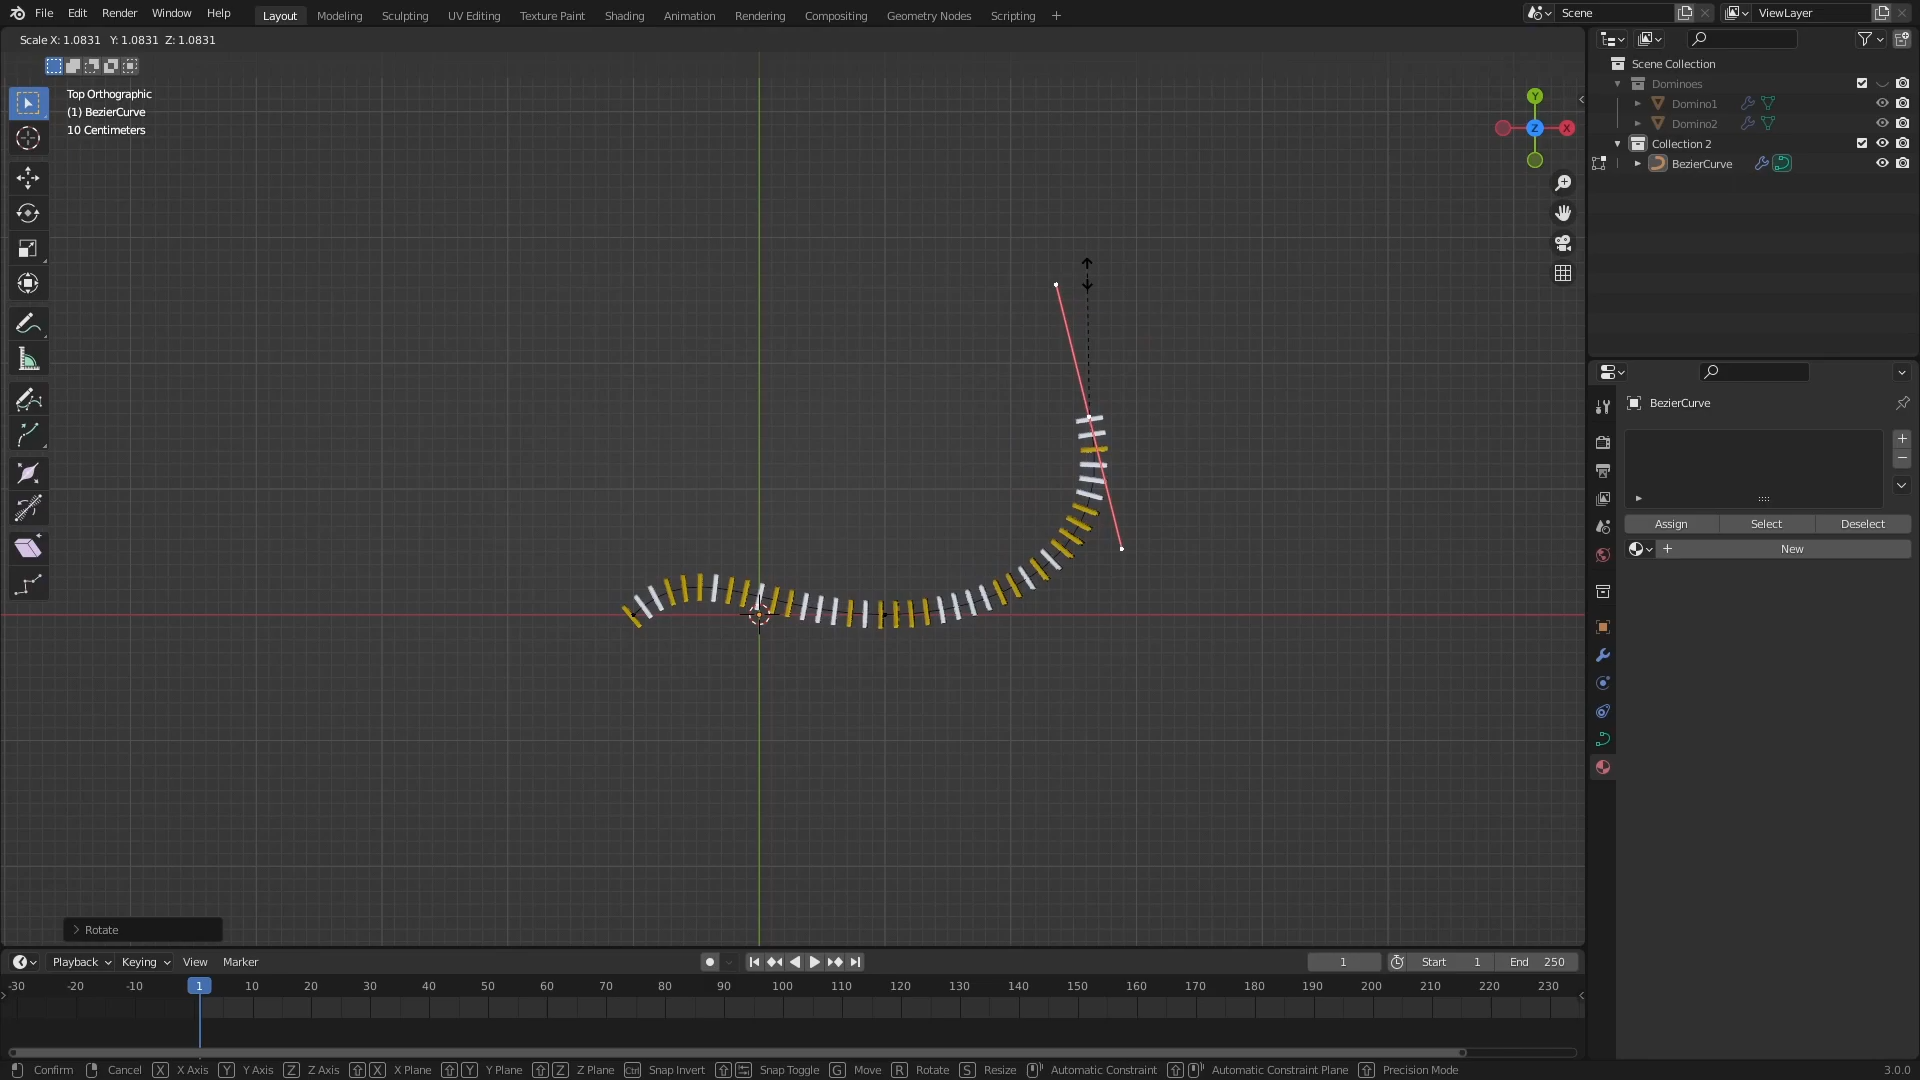 File Edit Render Window Help Layout Modeling Sculpting UV Editing Texture Paint Shading Animation Rendering Compositing Geometry Nodes Scripting + Scene ViewLayer
Scale X: 1.0831 Y: 1.0831 Z: 1.0831
Top Orthographic
(1) BezierCurve
10 Centimeters
Y
Z X
Scene Collection
Dominoes
Domino1
Domino2
Collection 2
BezierCurve
BezierCurve
Assign Select Deselect
+ New
Rotate
Playback Keying View Marker 1 Start 1 End 250
-30 -20 -10 1 10 20 30 40 50 60 70 80 90 100 110 120 130 140 150 160 170 180 190 200 210 220 230
Confirm Cancel X X Axis Y Y Axis Z Z Axis X X Plane Y Y Plane Z Z Plane Ctrl Snap Invert Snap Toggle G Move R Rotate S Resize Automatic Constraint Automatic Constraint Plane Precision Mode 3.0.0